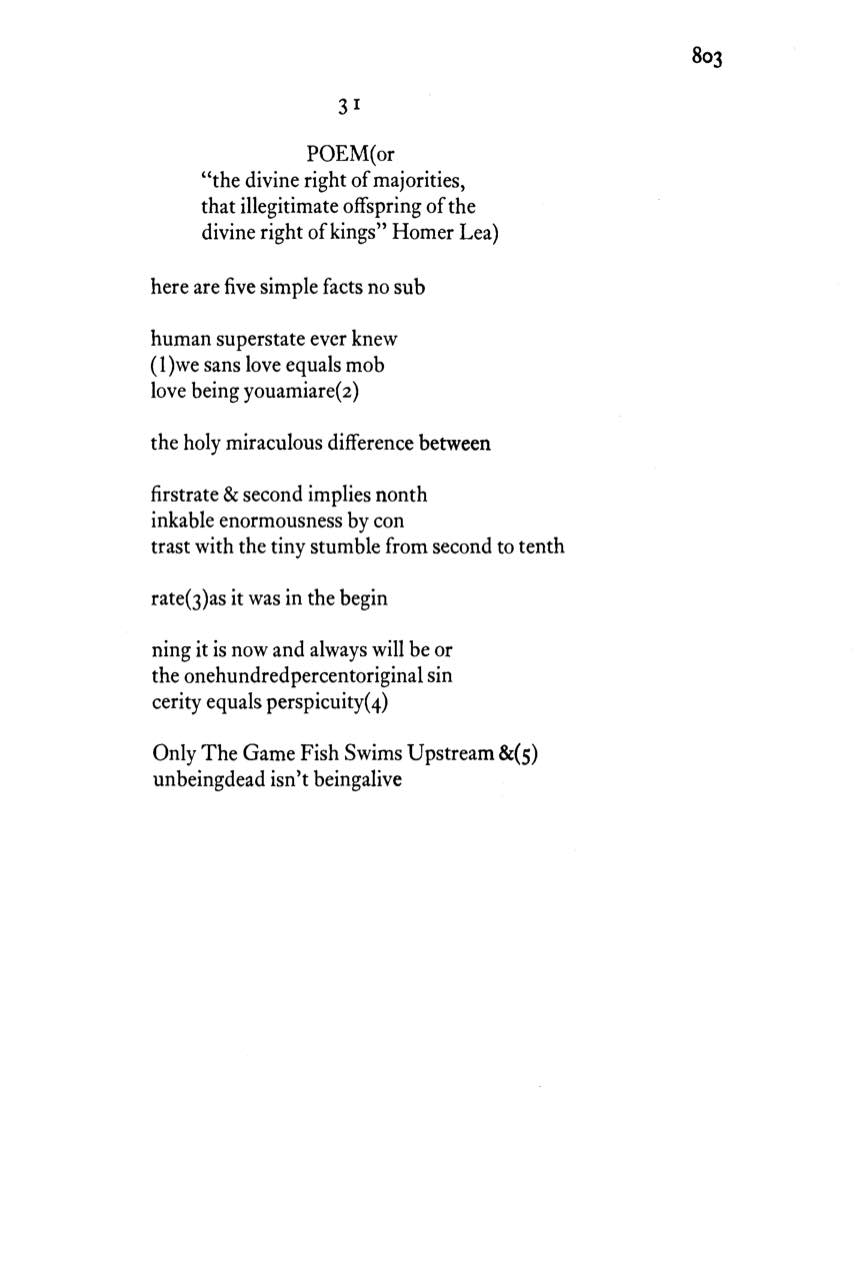 803
31
POEM(or
“the divine right of majorities,
that illegitimate offspring of the
divine right of kings” Homer Lea)
here are five simple facts no sub
human superstate ever knew
(1)we sans love equals mob
love being youamiare(2)
the holy miraculous difference between
firstrate & second implies nonth
inkable enormousness by con
trast with the tiny stumble from second to tenth
rate(3)as it was in the begin
ning it is now and always will be or
the onehundredpercentoriginal sin
cerity equals perspicuity(4)
Only The Game Fish Swims Upstream &(5)
unbeingdead isn’t beingalive